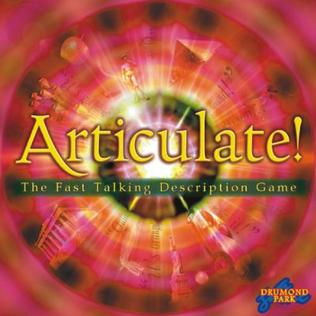 Articulate!
The Fast Talking Description Game
DRUMOND
PARK